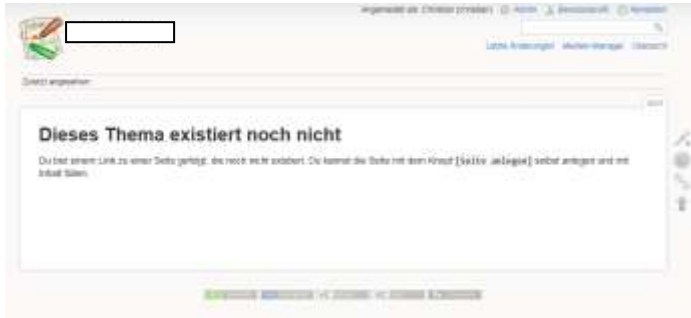 Angemeldet als: Christian (christian) Admin Benutzerprofil Abmelden
Letzte Änderungen Medien-Manager Übersicht
Zuletzt angesehen:
Dieses Thema existiert noch nicht
Du bist einem Link zu einer Seite gefolgt, die noch nicht existiert. Du kannst die Seite mit dem Knopf [Seite anlegen] selbst anlegen und mit
Inhalt füllen.